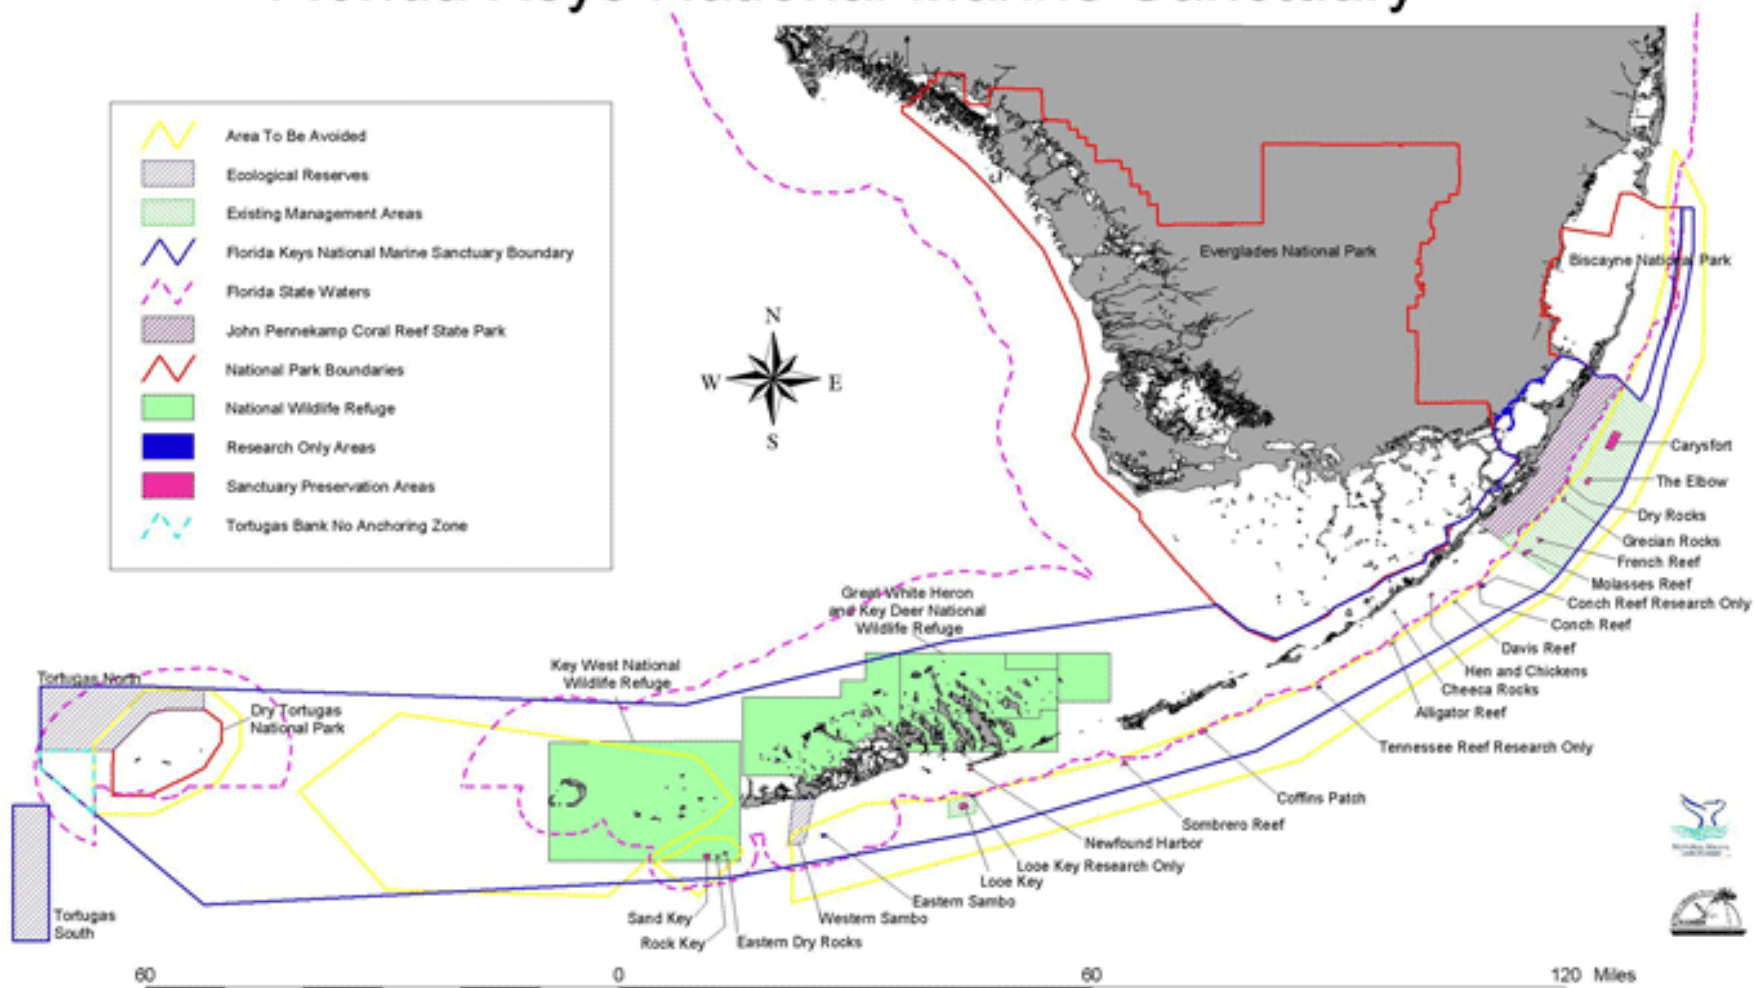 Florida Keys National Marine Sanctuary
Area To Be Avoided
Ecological Reserves
Existing Management Areas
Florida Keys National Marine Sanctuary Boundary
Florida State Waters
John Pennekamp Coral Reef State Park
National Park Boundaries
National Wildlife Refuge
Research Only Areas
Sanctuary Preservation Areas
Tortugas Bank No Anchoring Zone
N
W
E
S
Everglades National Park
Biscayne National Park
Carysfort
The Elbow
Dry Rocks
Grecian Rocks
French Reef
Molasses Reef
Conch Reef Research Only
Conch Reef
Davis Reef
Hen and Chickens
Cheeca Rocks
Alligator Reef
Tennessee Reef Research Only
Coffins Patch
Sombrero Reef
Newfound Harbor
Looe Key Research Only
Looe Key
Eastern Sambo
Western Sambo
Eastern Dry Rocks
Rock Key
Sand Key
Great White Heron
and Key Deer National
Wildlife Refuge
Key West National
Wildlife Refuge
Tortugas North
Dry Tortugas
National Park
Tortugas
South
60
0
60
120 Miles